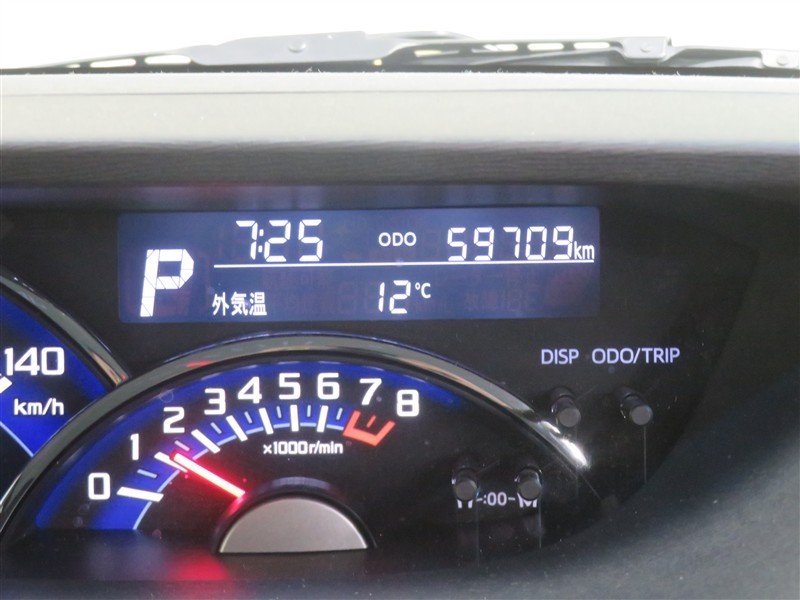 7:25 ODO 59709km
P
外気温 12℃
DISP ODO/TRIP
140
km/h
0 1 2 3 4 5 6 7 8
×1000r/min
H-:00-M